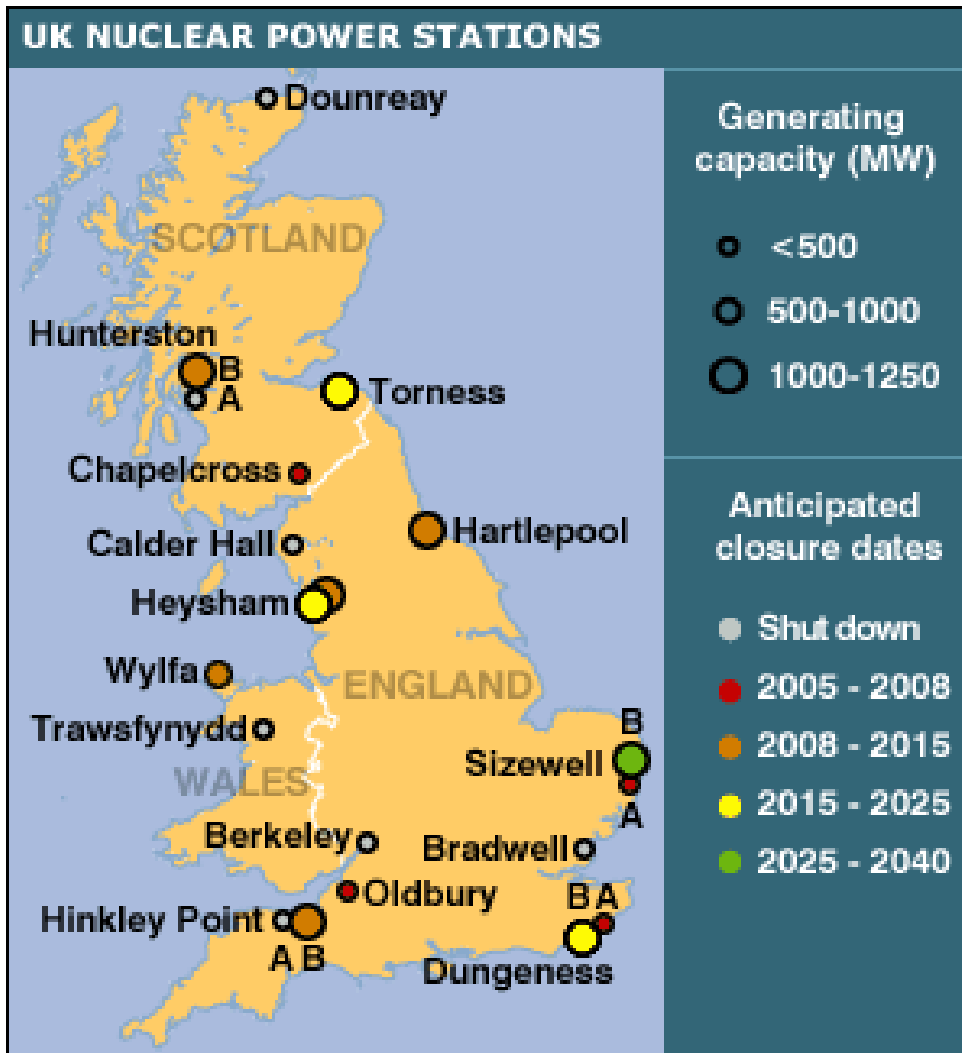 UK NUCLEAR POWER STATIONS
Dounreay
SCOTLAND
Hunterston
B
A
Torness
Chapelcross
Calder Hall
Hartlepool
Heysham
Wylfa
ENGLAND
Trawsfynydd
B
Sizewell
WALES
A
Berkeley
Bradwell
Oldbury
B A
Hinkley Point
A B
Dungeness
Generating
capacity (MW)
<500
500-1000
1000-1250
Anticipated
closure dates
Shut down
2005 - 2008
2008 - 2015
2015 - 2025
2025 - 2040